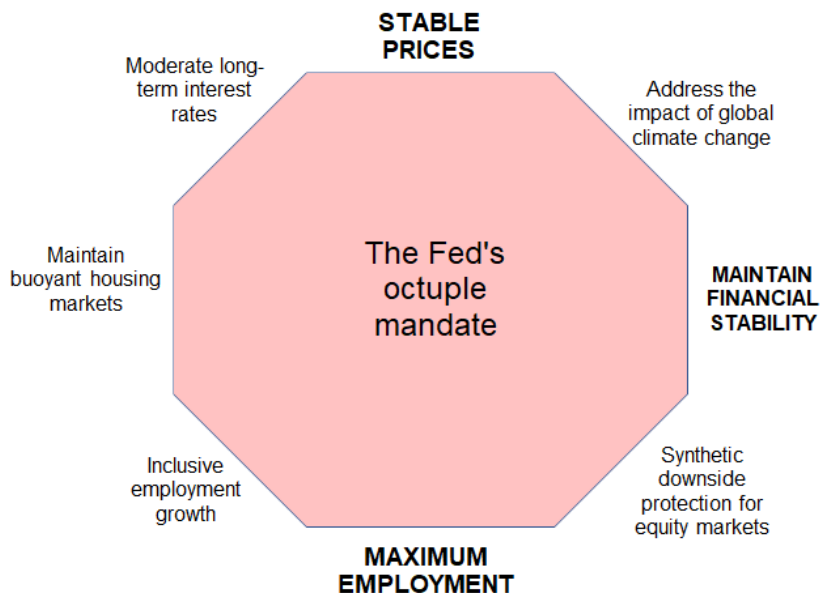 STABLE
PRICES
Moderate long-
term interest
rates
Address the
impact of global
climate change
The Fed's
octuple
mandate
Maintain
buoyant housing
markets
MAINTAIN
FINANCIAL
STABILITY
Inclusive
employment
growth
Synthetic
downside
protection for
equity markets
MAXIMUM
EMPLOYMENT